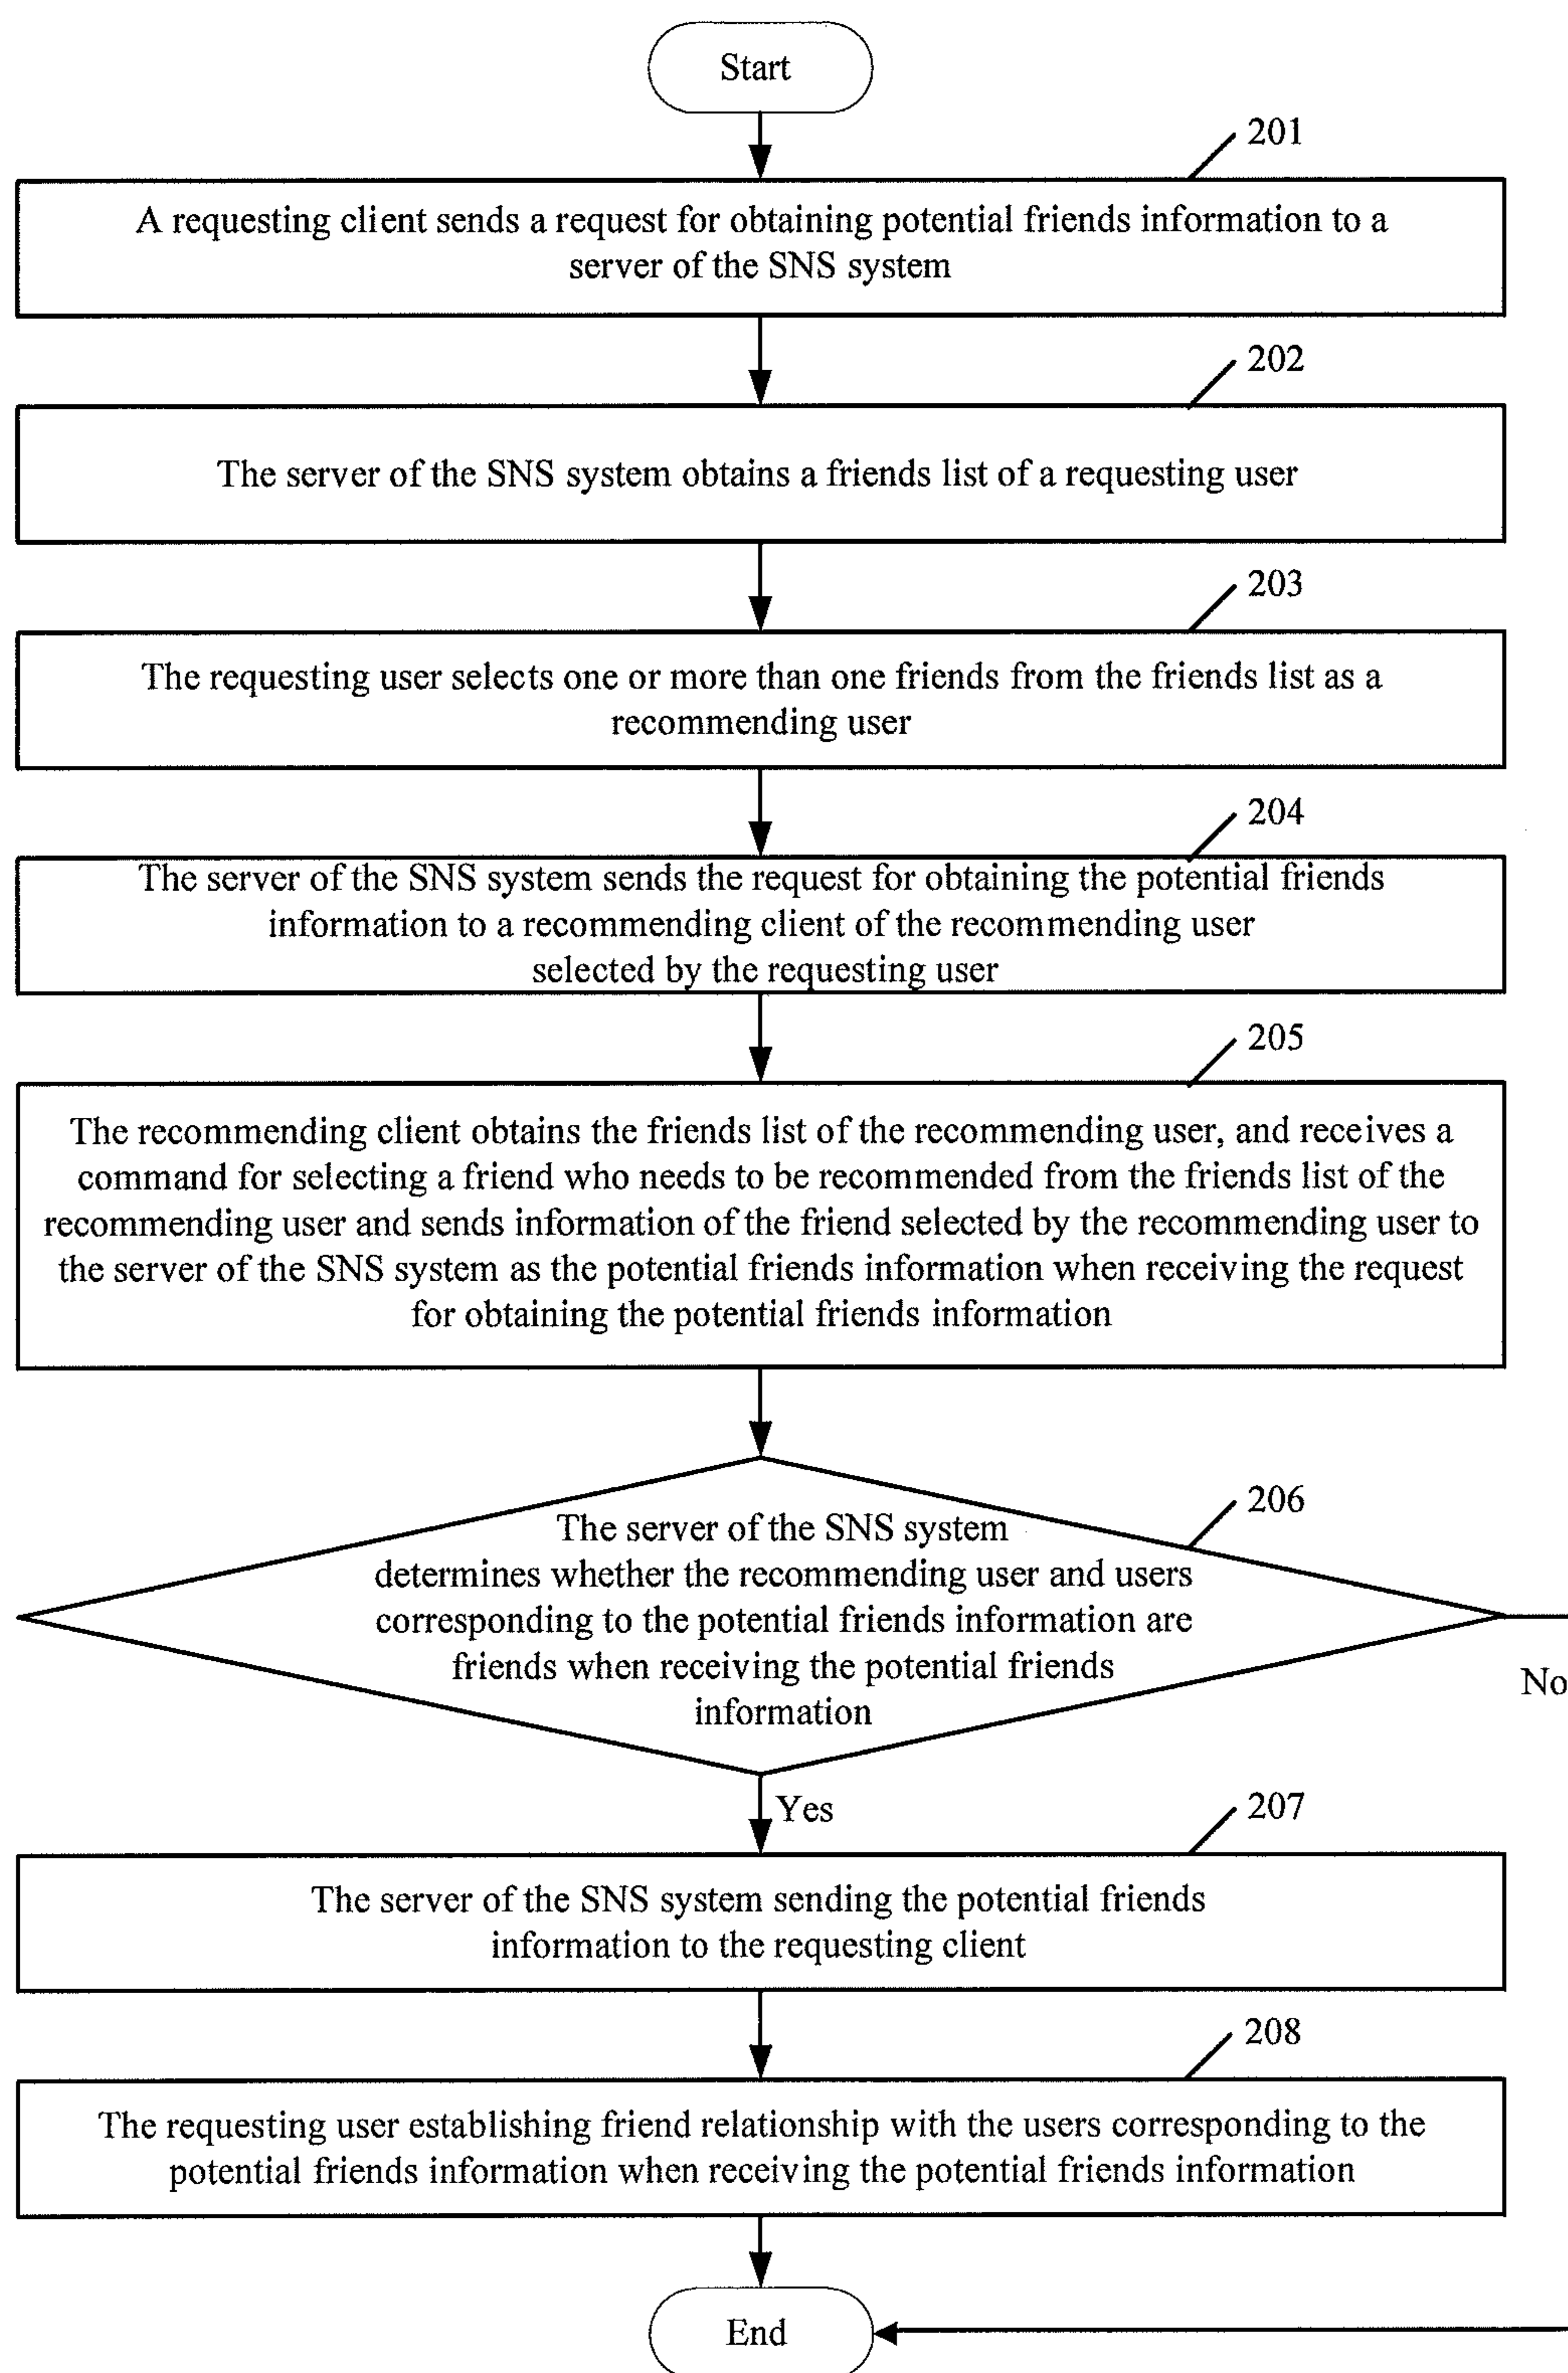 Start
201
A requesting client sends a request for obtaining potential friends information to a
server of the SNS system
202
The server of the SNS system obtains a friends list of a requesting user
203
The requesting user selects one or more than one friends from the friends list as a
recommending user
204
The server of the SNS system sends the request for obtaining the potential friends
information to a recommending client of the recommending user
selected by the requesting user
205
The recommending client obtains the friends list of the recommending user, and receives a
command for selecting a friend who needs to be recommended from the friends list of the
recommending user and sends information of the friend selected by the recommending user to
the server of the SNS system as the potential friends information when receiving the request
for obtaining the potential friends information
206
The server of the SNS system
determines whether the recommending user and users
corresponding to the potential friends information are
friends when receiving the potential friends
information
No
Yes
207
The server of the SNS system sending the potential friends
information to the requesting client
208
The requesting user establishing friend relationship with the users corresponding to the
potential friends information when receiving the potential friends information
End